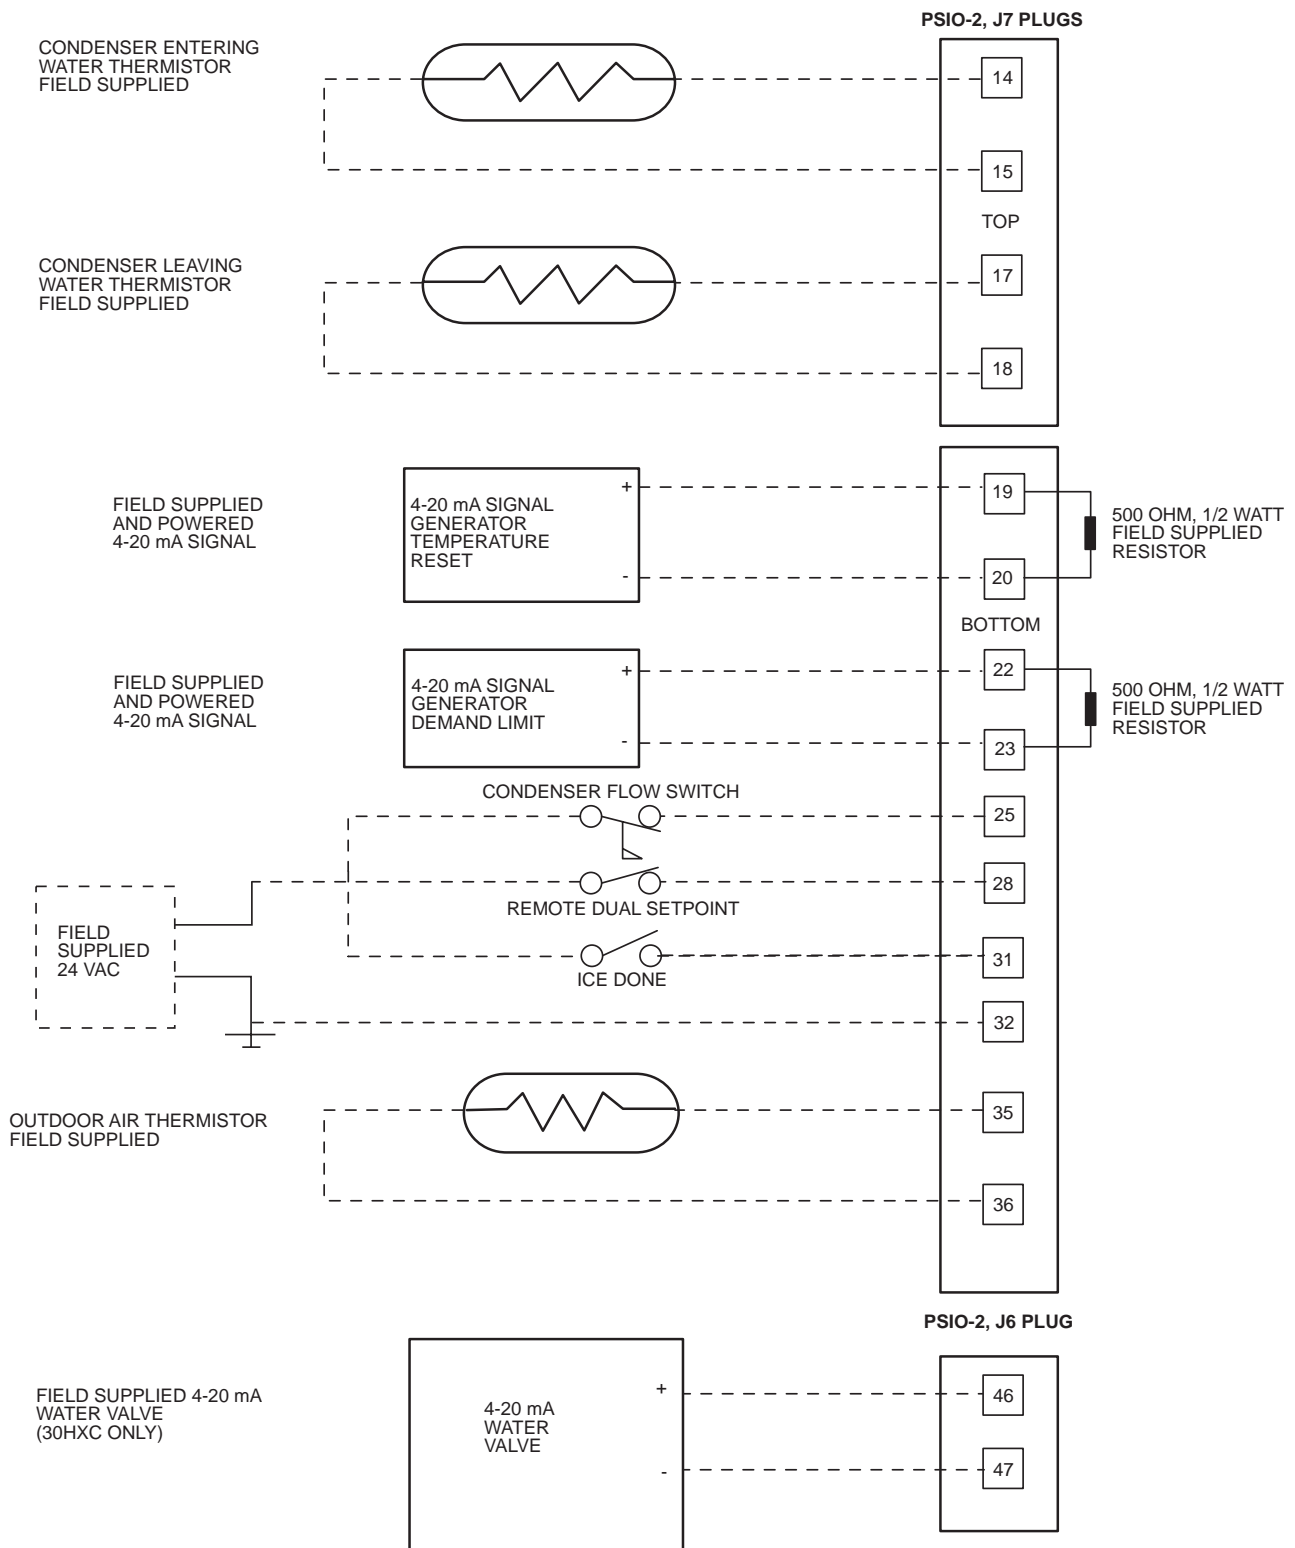 PSIO-2, J7 PLUGS
CONDENSER ENTERING
WATER THERMISTOR
FIELD SUPPLIED
14
15
TOP
CONDENSER LEAVING
WATER THERMISTOR
FIELD SUPPLIED
17
18
FIELD SUPPLIED
AND POWERED
4-20 mA SIGNAL
4-20 mA SIGNAL
GENERATOR
TEMPERATURE
RESET
+
-
19
20
500 OHM, 1/2 WATT
FIELD SUPPLIED
RESISTOR
BOTTOM
FIELD SUPPLIED
AND POWERED
4-20 mA SIGNAL
4-20 mA SIGNAL
GENERATOR
DEMAND LIMIT
+
-
22
23
500 OHM, 1/2 WATT
FIELD SUPPLIED
RESISTOR
CONDENSER FLOW SWITCH
25
28
REMOTE DUAL SETPOINT
FIELD
SUPPLIED
24 VAC
31
ICE DONE
32
OUTDOOR AIR THERMISTOR
FIELD SUPPLIED
35
36
PSIO-2, J6 PLUG
FIELD SUPPLIED 4-20 mA
WATER VALVE
(30HXC ONLY)
4-20 mA
WATER
VALVE
+
-
46
47